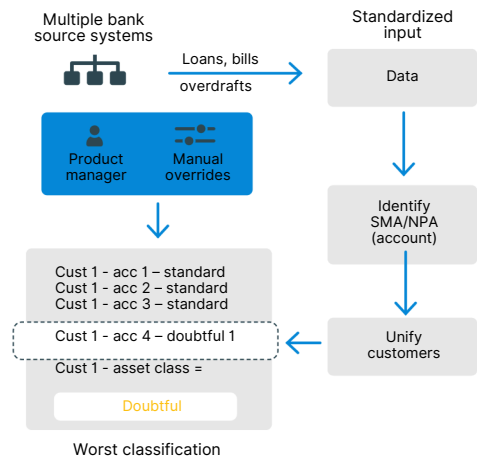 Multiple bank
source systems
Standardized
input
Loans, bills
overdrafts
Data
Product
manager
Manual
overrides
Identify
SMA/NPA
(account)
Cust 1 - acc 1 – standard
Cust 1 - acc 2 – standard
Cust 1 - acc 3 – standard
Cust 1 - acc 4 – doubtful 1
Unify
customers
Cust 1 - asset class =
Doubtful
Worst classification